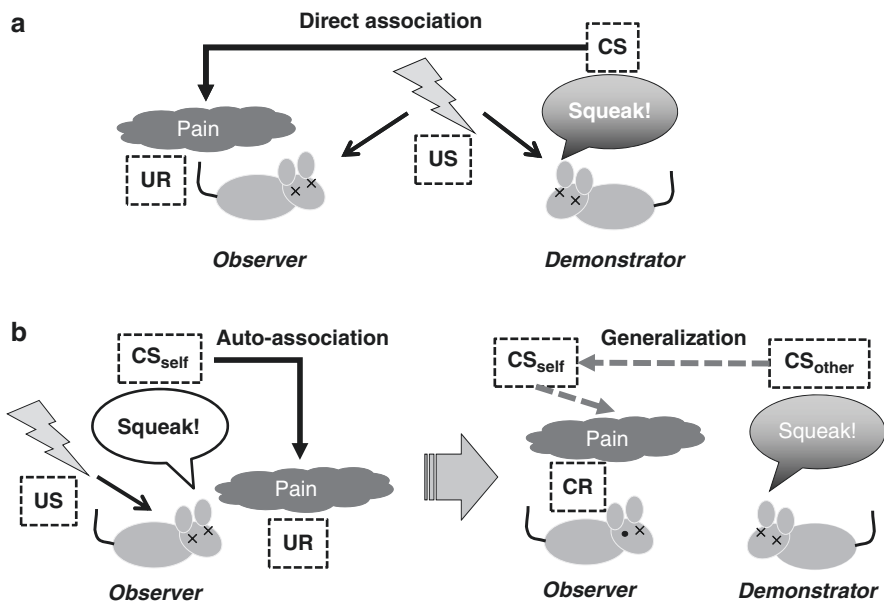 a
Direct association
CS
Squeak!
Pain
US
UR
Observer
Demonstrator
b
Auto-association
CSself
Squeak!
US
Pain
UR
Observer
Generalization
CSself
CSother
Squeak!
Pain
CR
Observer
Demonstrator